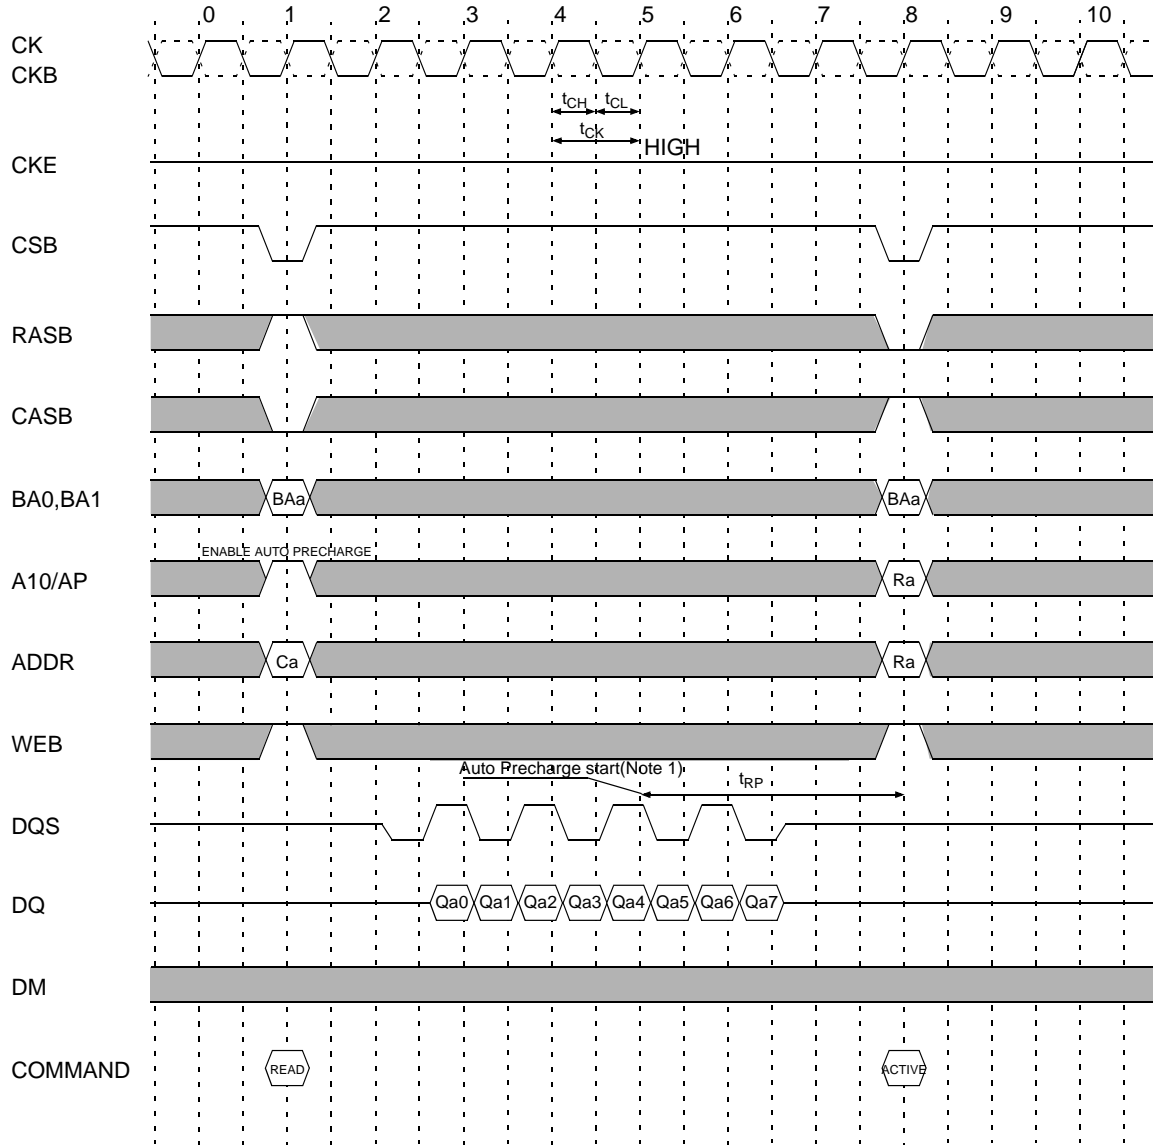 0 1 2 3 4 5 6 7 8 9 10
CK
CKB
tCH tCL
tCK
HIGH
CKE
CSB
RASB
CASB
BA0,BA1 BAa BAa
ENABLE AUTO PRECHARGE
A10/AP Ra
ADDR Ca Ra
WEB
Auto Precharge start(Note 1)
tRP
DQS
DQ Qa0 Qa1 Qa2 Qa3 Qa4 Qa5 Qa6 Qa7
DM
COMMAND READ ACTIVE